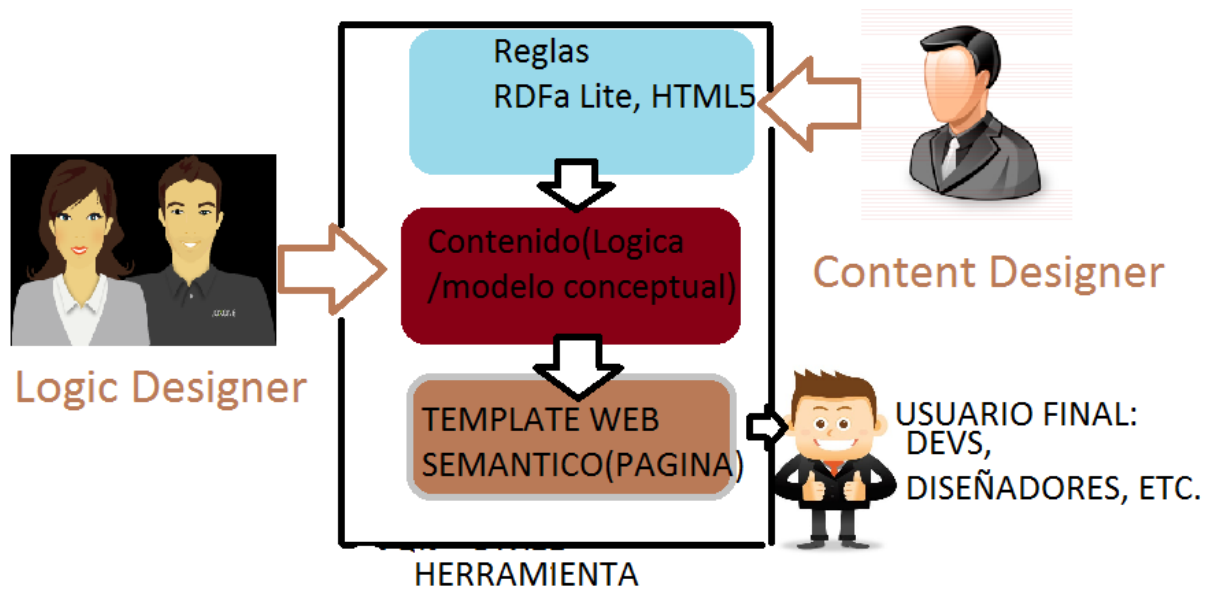 Reglas
RDFa Lite, HTML5
Contenido(Logica
/modelo conceptual)
Content Designer
Logic Designer
TEMPLATE WEB
SEMANTICO(PAGINA)
USUARIO FINAL:
DEVS,
DISEÑADORES, ETC.
HERRAMIENTA